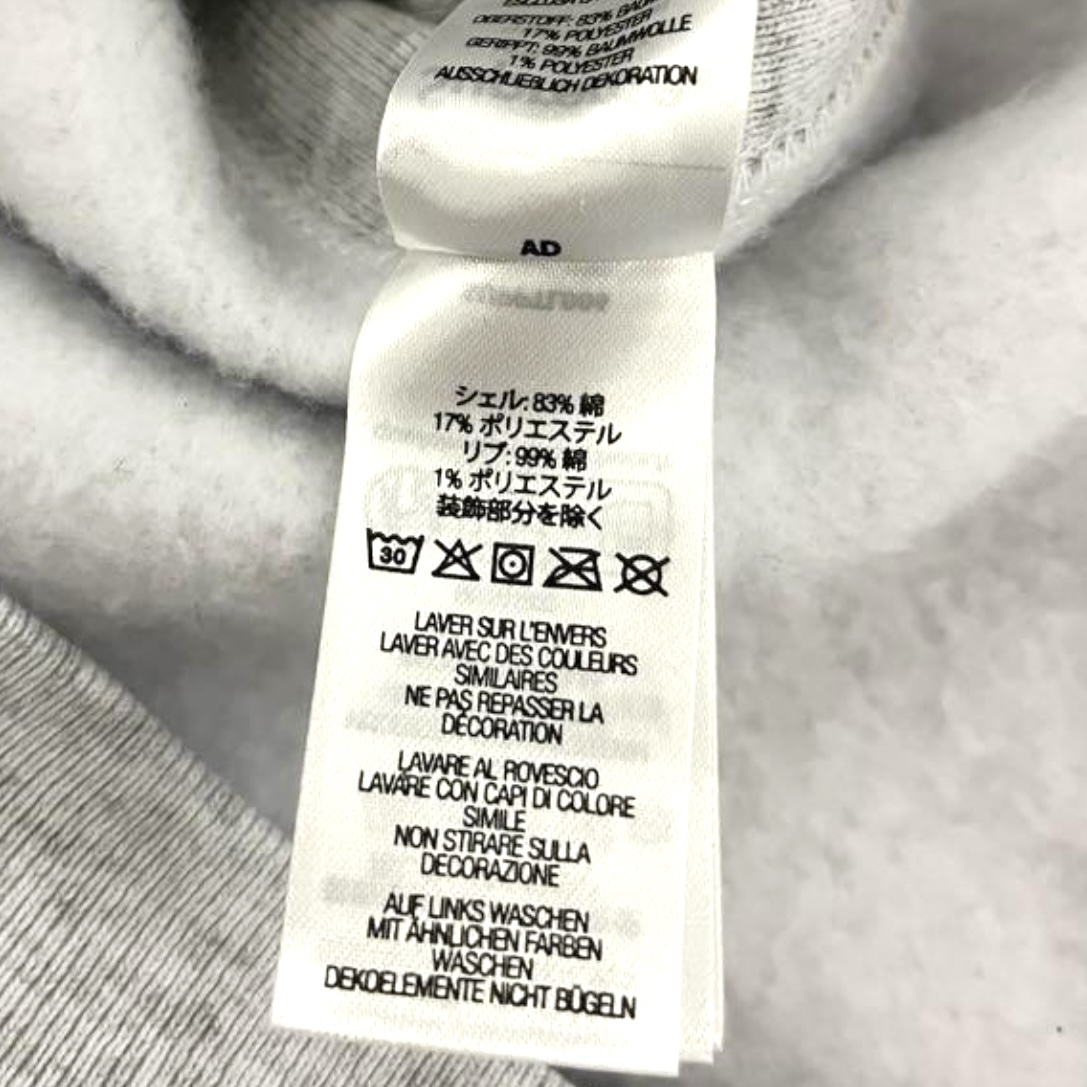 OBERSTOFF: 83% BAUM
17% POLYESTER
GERIPPT: 99% BAUMWOLLE
1% POLYESTER
AUSSCHLIEßLICH DEKORATION
AD
シェル: 83% 綿
17% ポリエステル
リブ: 99% 綿
1% ポリエステル
装飾部分を除く
30
LAVER SUR L'ENVERS
LAVER AVEC DES COULEURS
SIMILAIRES
NE PAS REPASSER LA
DÉCORATION
LAVARE AL ROVESCIO
LAVARE CON CAPI DI COLORE
SIMILE
NON STIRARE SULLA
DECORAZIONE
AUF LINKS WASCHEN
MIT ÄHNLICHEN FARBEN
WASCHEN
DEKOELEMENTE NICHT BÜGELN